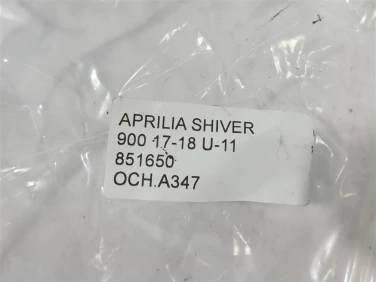 APRILIA SHIVER
900 17-18 U-11
851650
OCH.A347